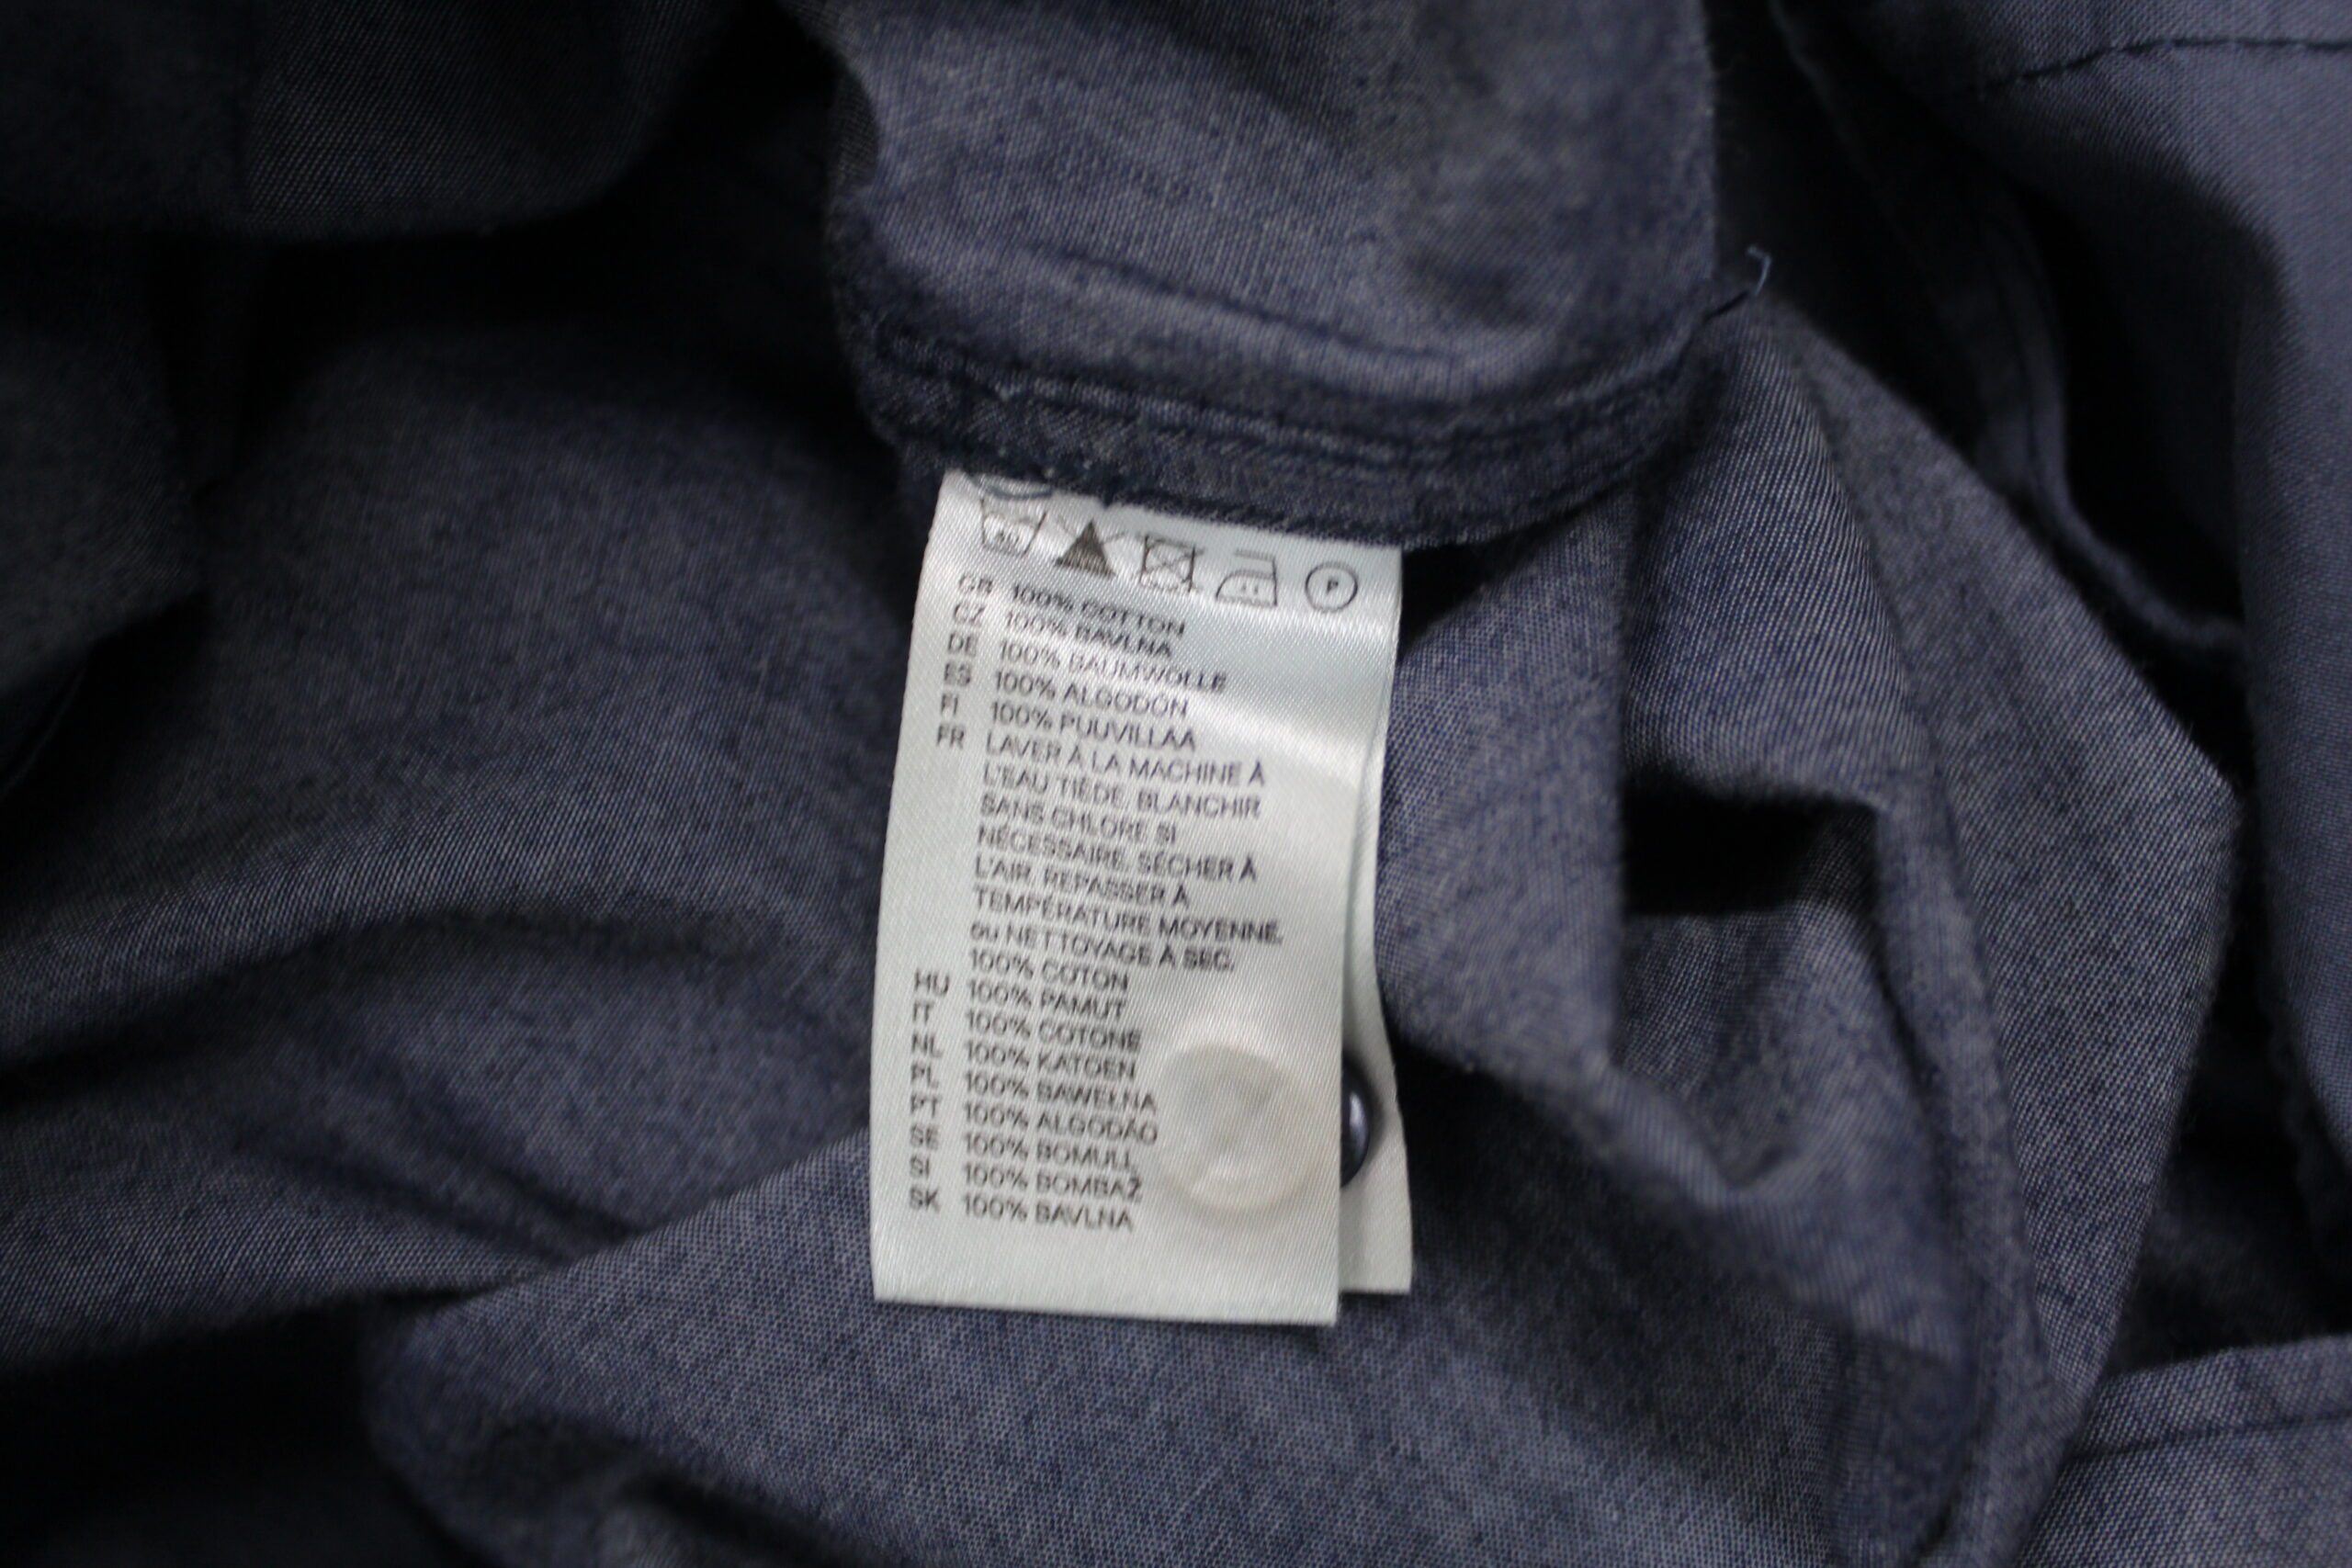 P
GB 100% COTTON
CZ 100% BAVLNA
DE 100% BAUMWOLLE
ES 100% ALGODÓN
FI 100% PUUVILLAA
FR LAVER À LA MACHINE À
L'EAU TIÈDE. BLANCHIR
SANS CHLORE SI
NÉCESSAIRE. SÉCHER À
L'AIR. REPASSER À
TEMPÉRATURE MOYENNE.
ou NETTOYAGE À SEC.
100% COTON
HU 100% PAMUT
IT 100% COTONE
NL 100% KATOEN
PL 100% BAWEŁNA
PT 100% ALGODÃO
SE 100% BOMULL
SI 100% BOMBAŽ
SK 100% BAVLNA